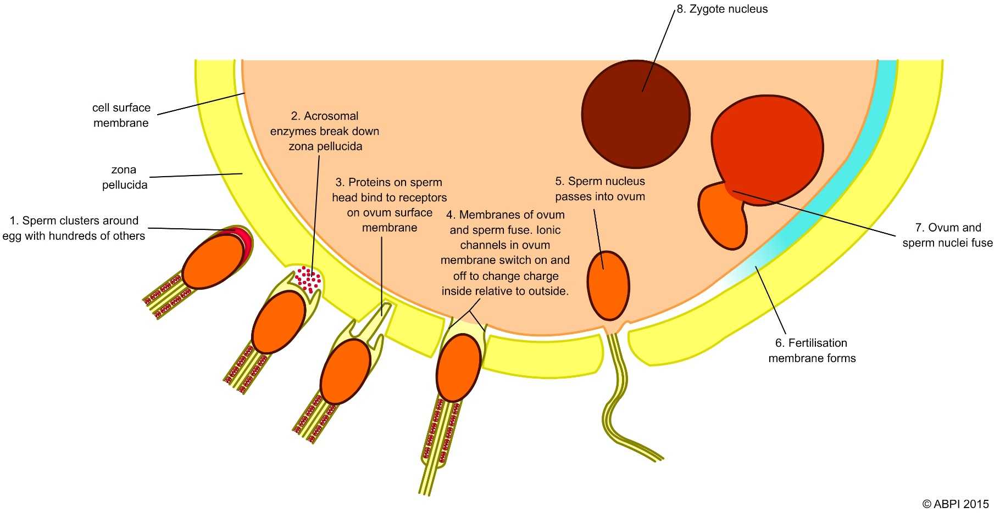 8. Zygote nucleus
cell surface
membrane
2. Acrosomal
enzymes break down
zona pellucida
zona
pellucida
3. Proteins on sperm
head bind to receptors
on ovum surface
membrane
5. Sperm nucleus
passes into ovum
1. Sperm clusters around
egg with hundreds of others
4. Membranes of ovum
and sperm fuse. Ionic
channels in ovum
membrane switch on and
off to change charge
inside relative to outside.
7. Ovum and
sperm nuclei fuse
6. Fertilisation
membrane forms
© ABPI 2015